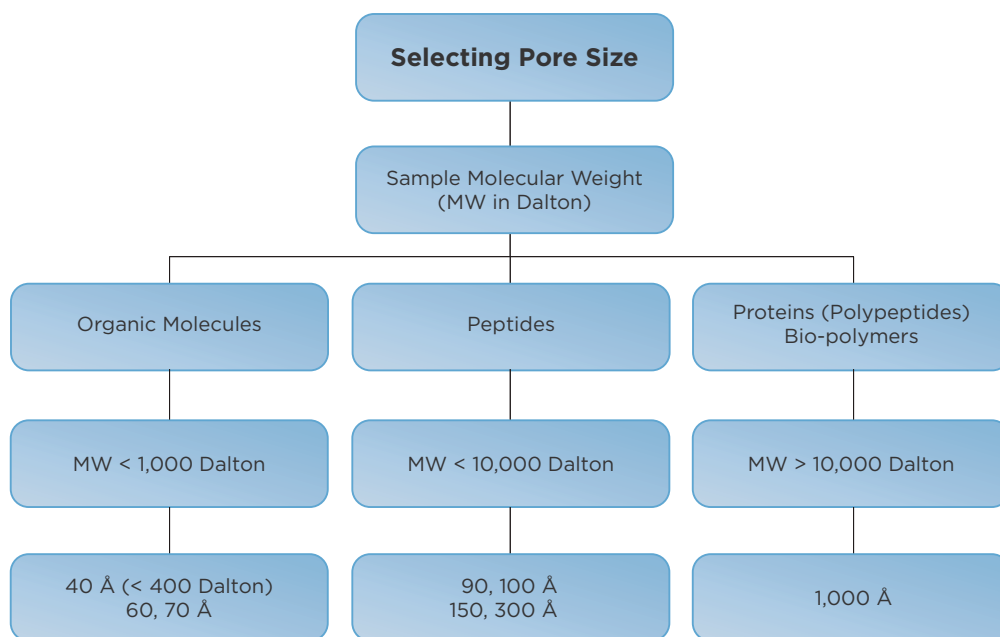 Selecting Pore Size
Sample Molecular Weight
(MW in Dalton)
Organic Molecules
Peptides
Proteins (Polypeptides)
Bio-polymers
MW < 1,000 Dalton
MW < 10,000 Dalton
MW > 10,000 Dalton
40 Å (< 400 Dalton)
60, 70 Å
90, 100 Å
150, 300 Å
1,000 Å